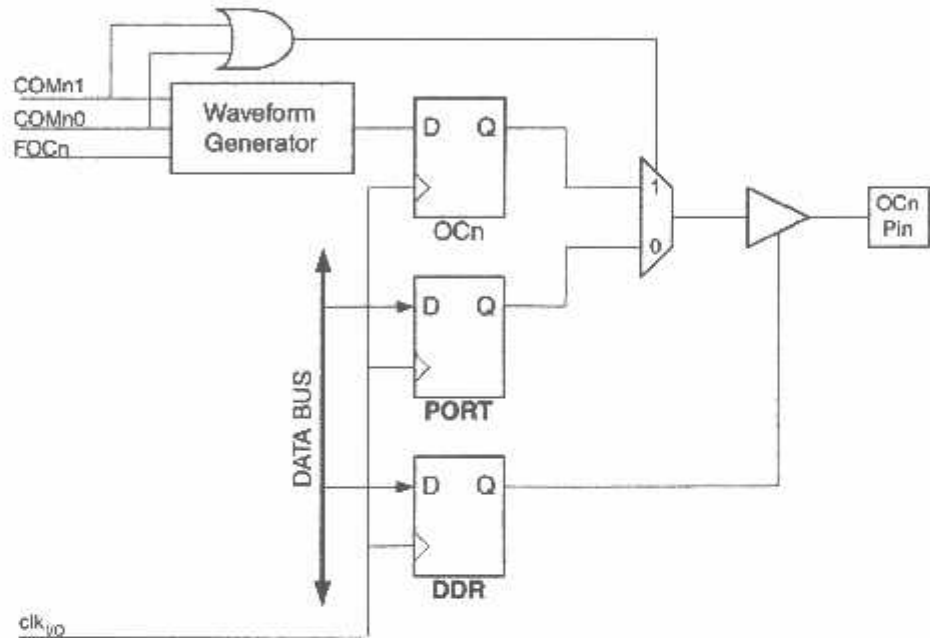 COMn1
COMn0
FOCn
Waveform
Generator
D Q
OCn
1
0
OCn
Pin
D Q
PORT
DATA BUS
D Q
DDR
clkI/O